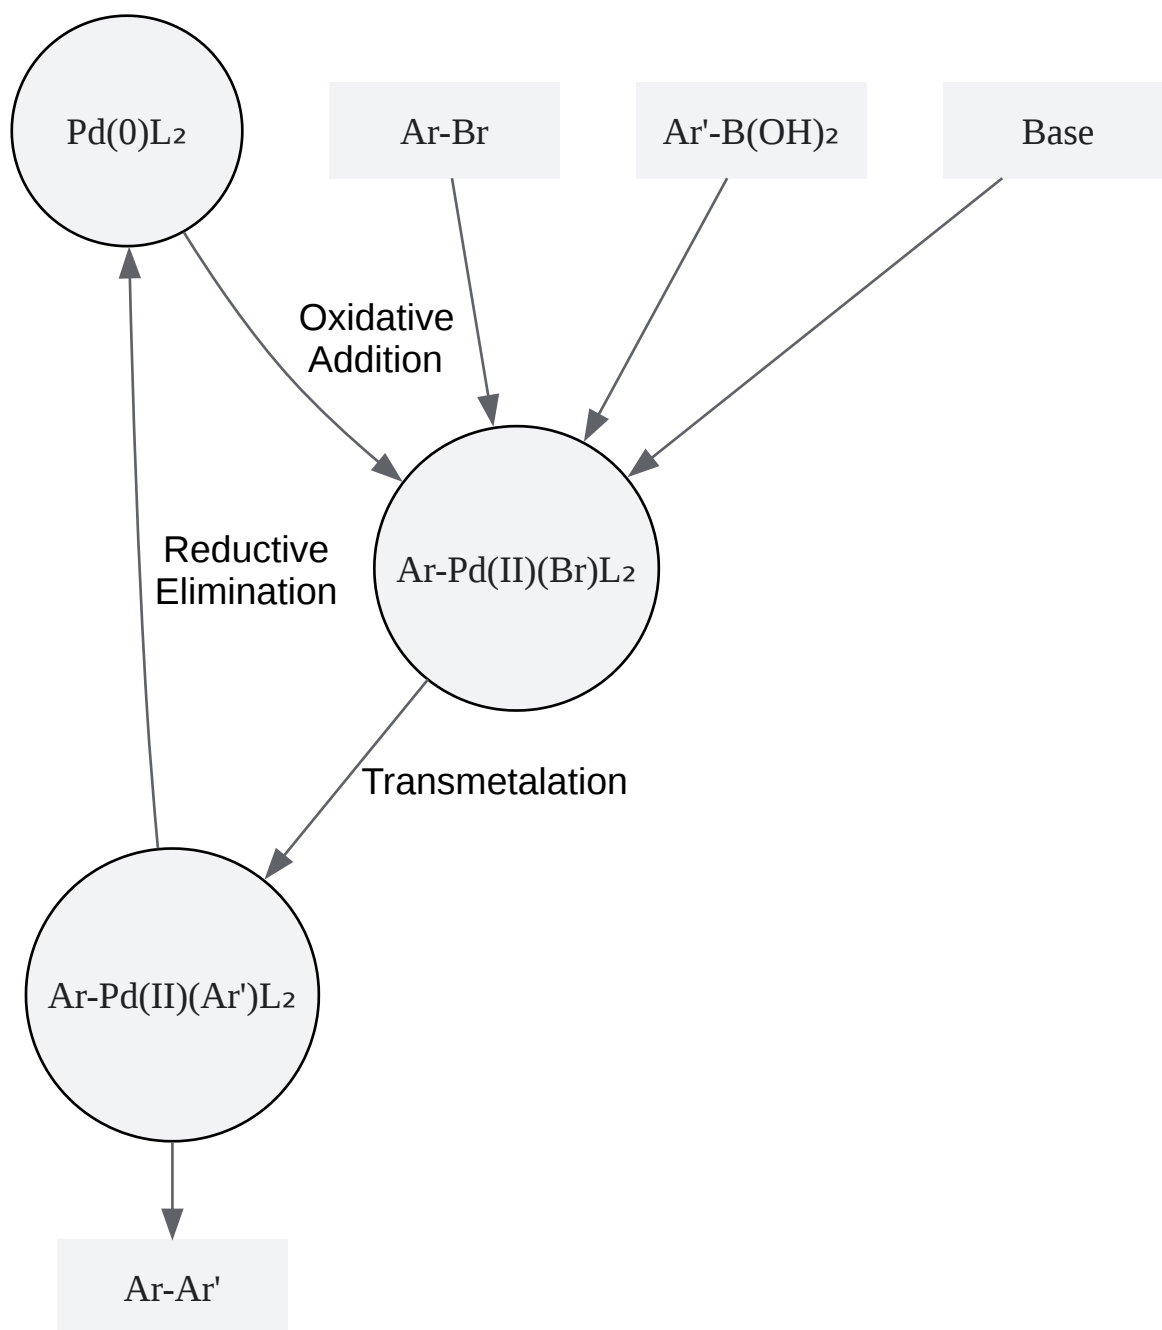 Pd(0)L₂
Ar-Br
Ar'-B(OH)₂
Base
Oxidative
Addition
Reductive
Elimination
Ar-Pd(II)(Br)L₂
Transmetalation
Ar-Pd(II)(Ar')L₂
Ar-Ar'